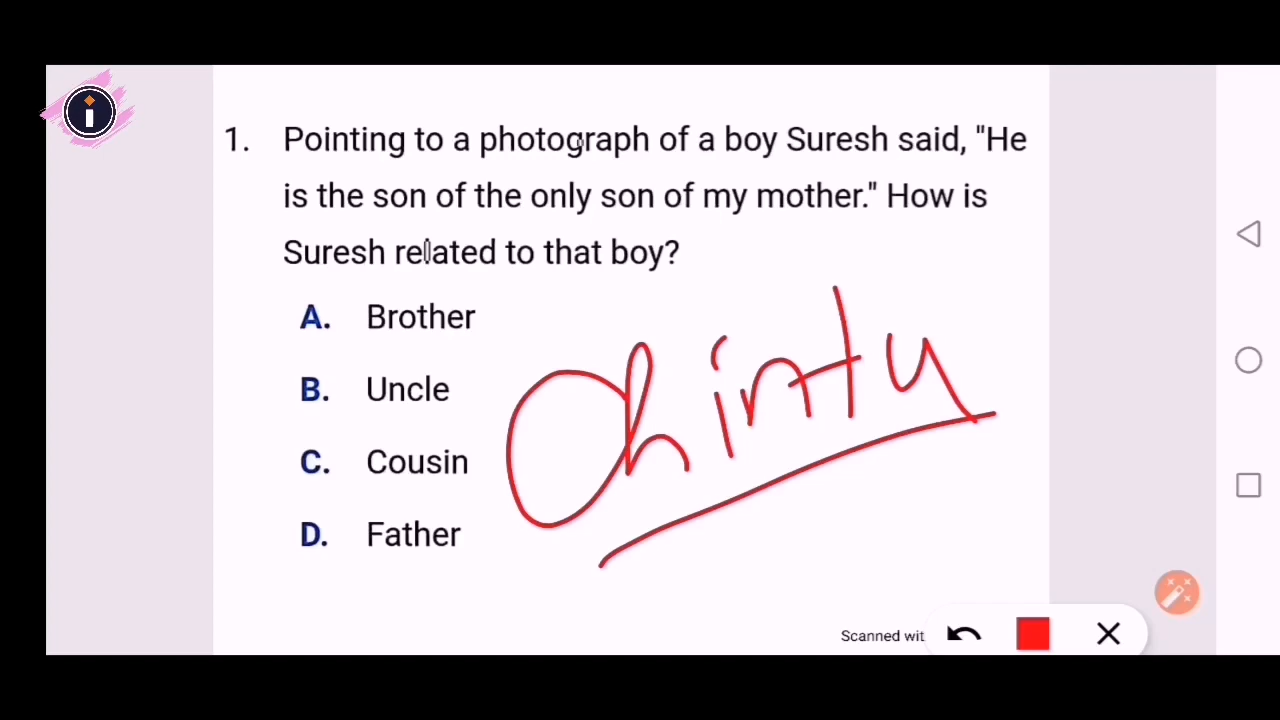 1. Pointing to a photograph of a boy Suresh said, "He
is the son of the only son of my mother." How is
Suresh related to that boy?
A. Brother
B. Uncle
C. Cousin
D. Father
Chinty
Scanned wit